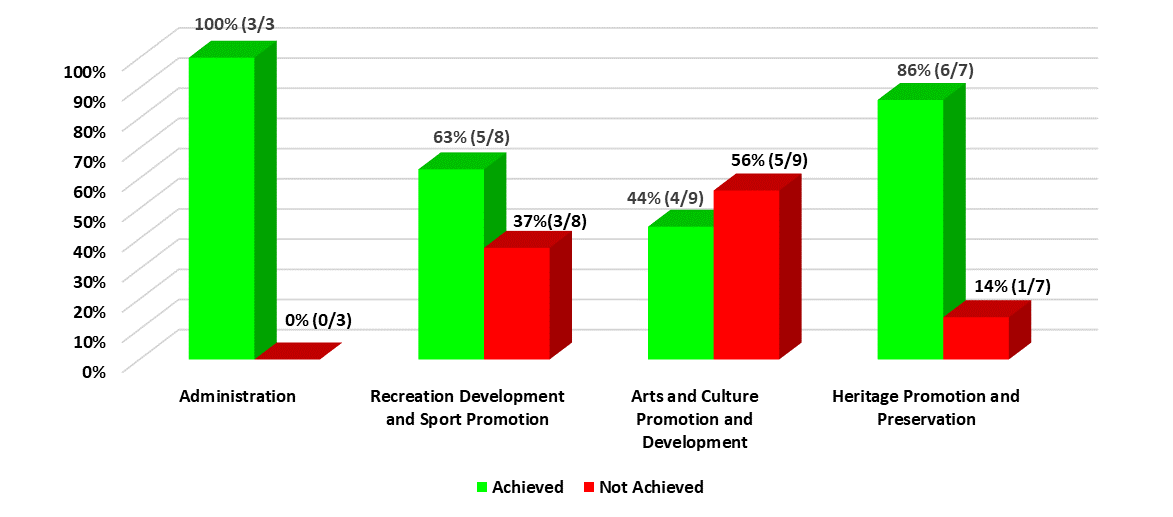 100% (3/3
86% (6/7)
63% (5/8)
56% (5/9)
44% (4/9)
37%(3/8)
14% (1/7)
0% (0/3)
100%
90%
80%
70%
60%
50%
40%
30%
20%
10%
0%
Administration
Recreation Development
and Sport Promotion
Arts and Culture
Promotion and
Development
Heritage Promotion and
Preservation
Achieved
Not Achieved